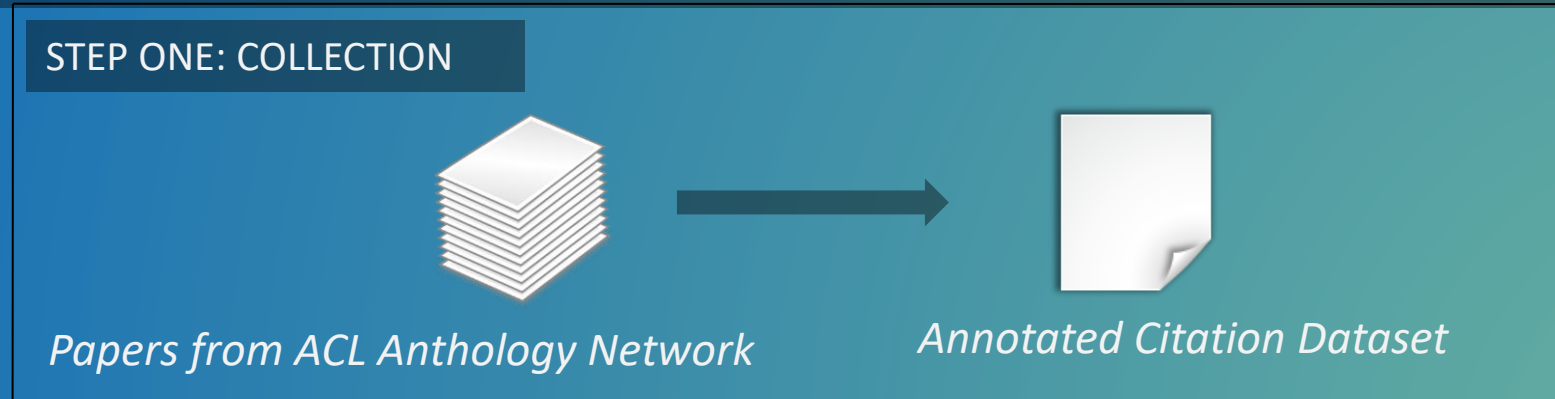 STEP ONE: COLLECTION
Papers from ACL Anthology Network
Annotated Citation Dataset